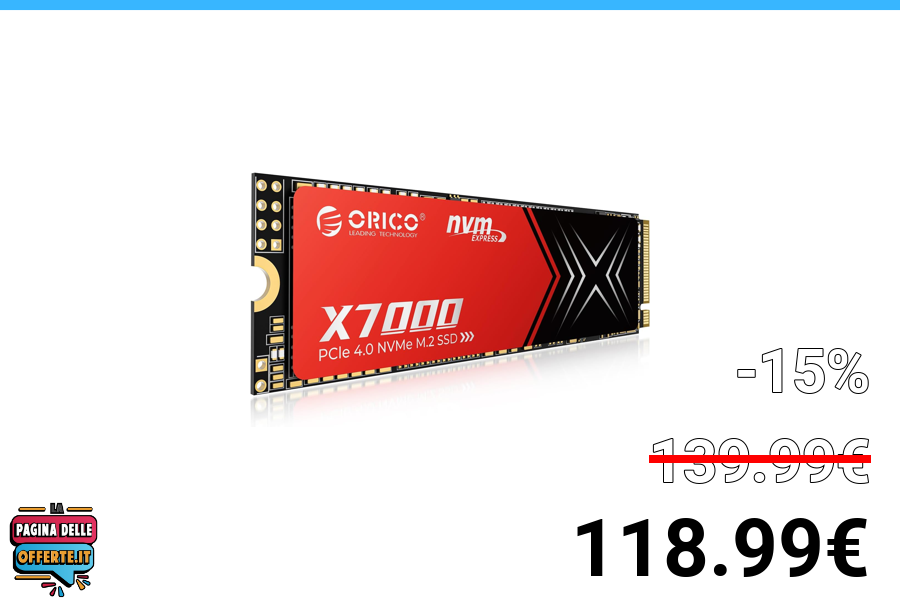 ORICO®
LEADING TECHNOLOGY
nvm
EXPRESS
X7000
PCIe 4.0 NVMe M.2 SSD
-15%
139.99€
118.99€
LA
PAGINA DELLE
OFFERTE.IT